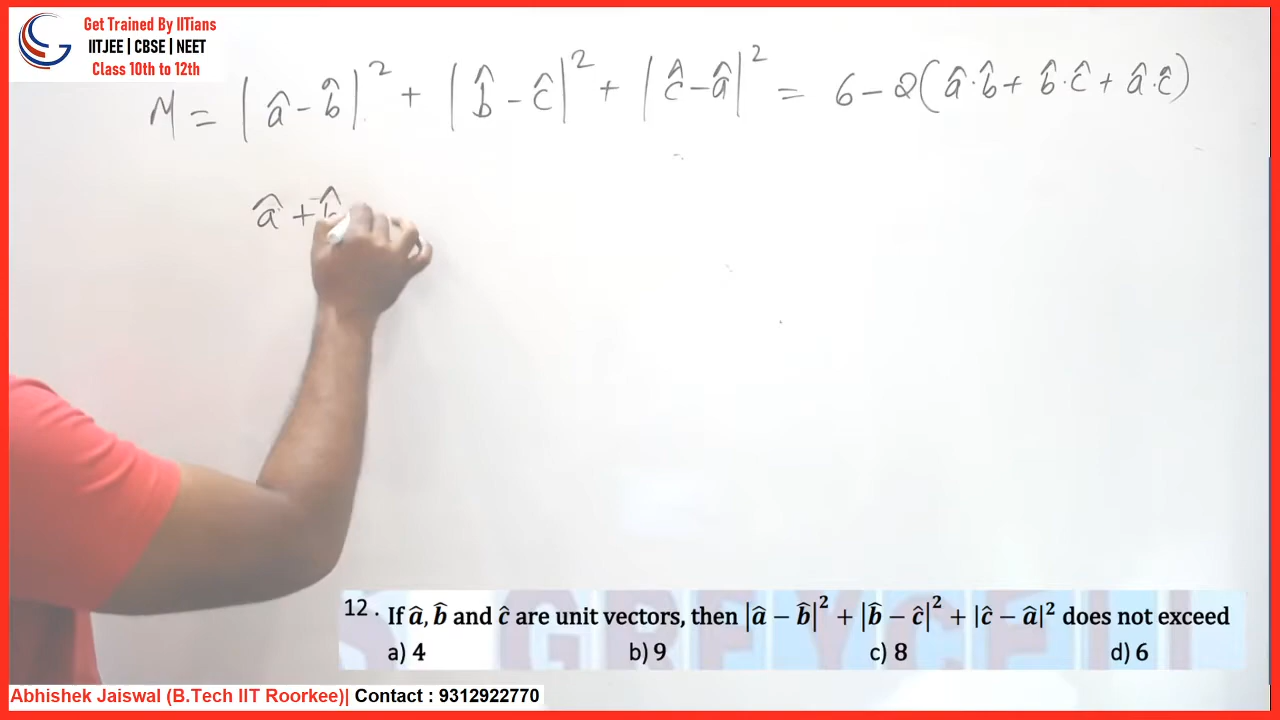 Get Trained By IITians
IITJEE | CBSE | NEET
Class 10th to 12th
M = |â − b̂|² + |b̂ − ĉ|² + |ĉ − â|² = 6 − 2(â·b̂ + b̂·ĉ + â·ĉ)
â + b̂
12 . If â, b̂ and ĉ are unit vectors, then |â − b̂|² + |b̂ − ĉ|² + |ĉ − â|² does not exceed
a) 4 b) 9 c) 8 d) 6
Abhishek Jaiswal (B.Tech IIT Roorkee)| Contact : 9312922770